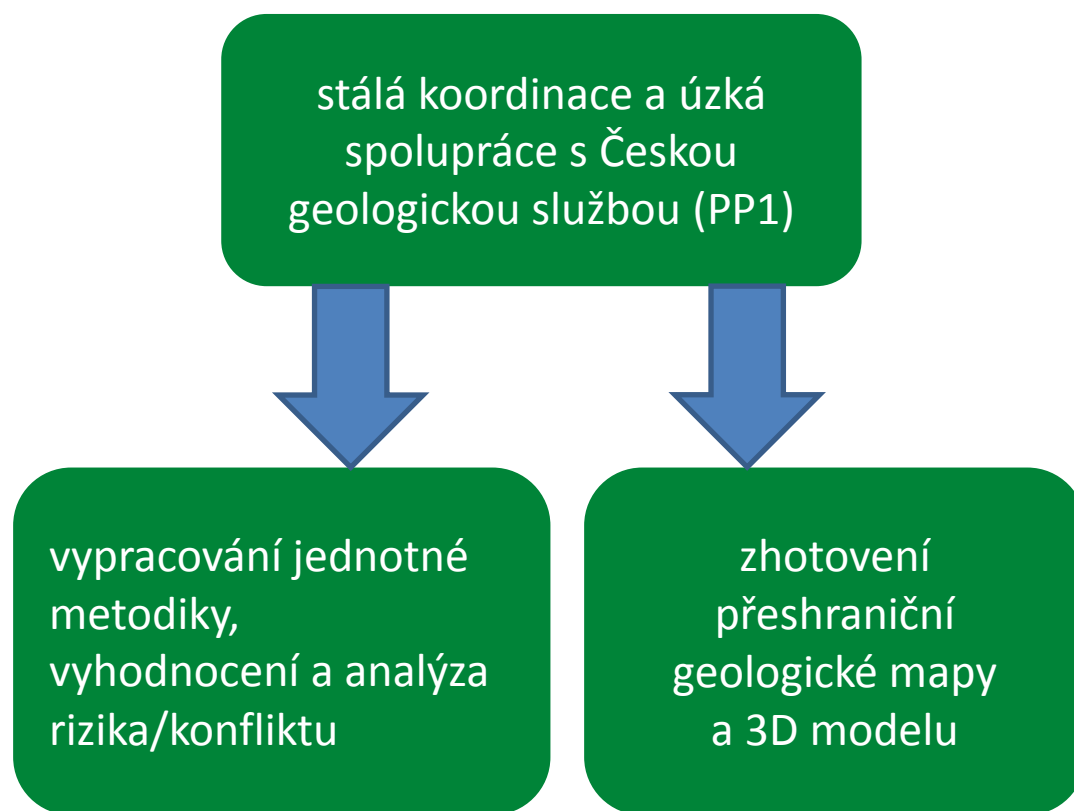 stálá koordinace a úzká
spolupráce s Českou
geologickou službou (PP1)
vypracování jednotné
metodiky,
vyhodnocení a analýza
rizika/konfliktu
zhotovení
přeshraniční
geologické mapy
a 3D modelu